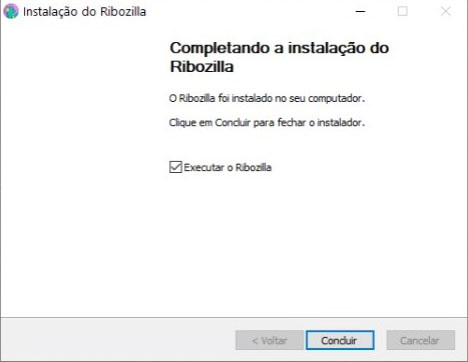 Instalação do Ribozilla
Completando a instalação do
Ribozilla
O Ribozilla foi instalado no seu computador.
Clique em Concluir para fechar o instalador.
Executar o Ribozilla
< Voltar
Concluir
Cancelar